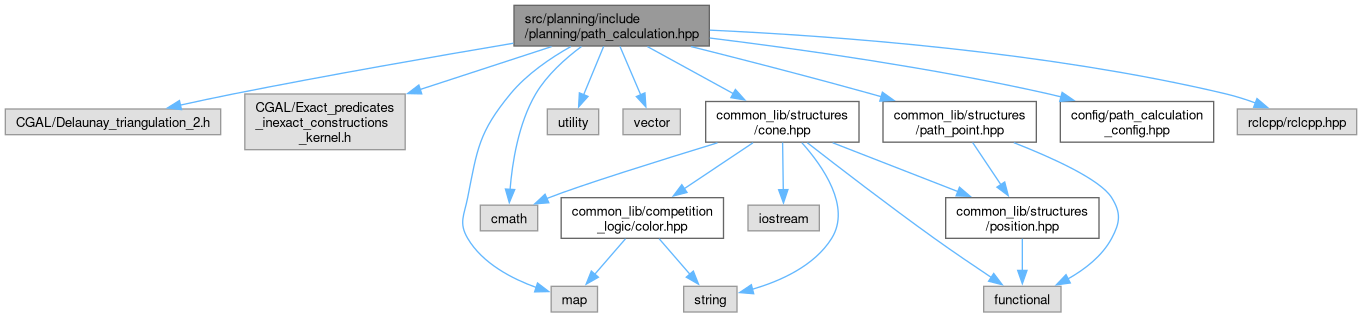 src/planning/include
/planning/path_calculation.hpp
CGAL/Delaunay_triangulation_2.h
CGAL/Exact_predicates
_inexact_constructions
_kernel.h
utility
vector
common_lib/structures
/cone.hpp
common_lib/structures
/path_point.hpp
config/path_calculation
_config.hpp
rclcpp/rclcpp.hpp
cmath
common_lib/competition
_logic/color.hpp
iostream
common_lib/structures
/position.hpp
map
string
functional